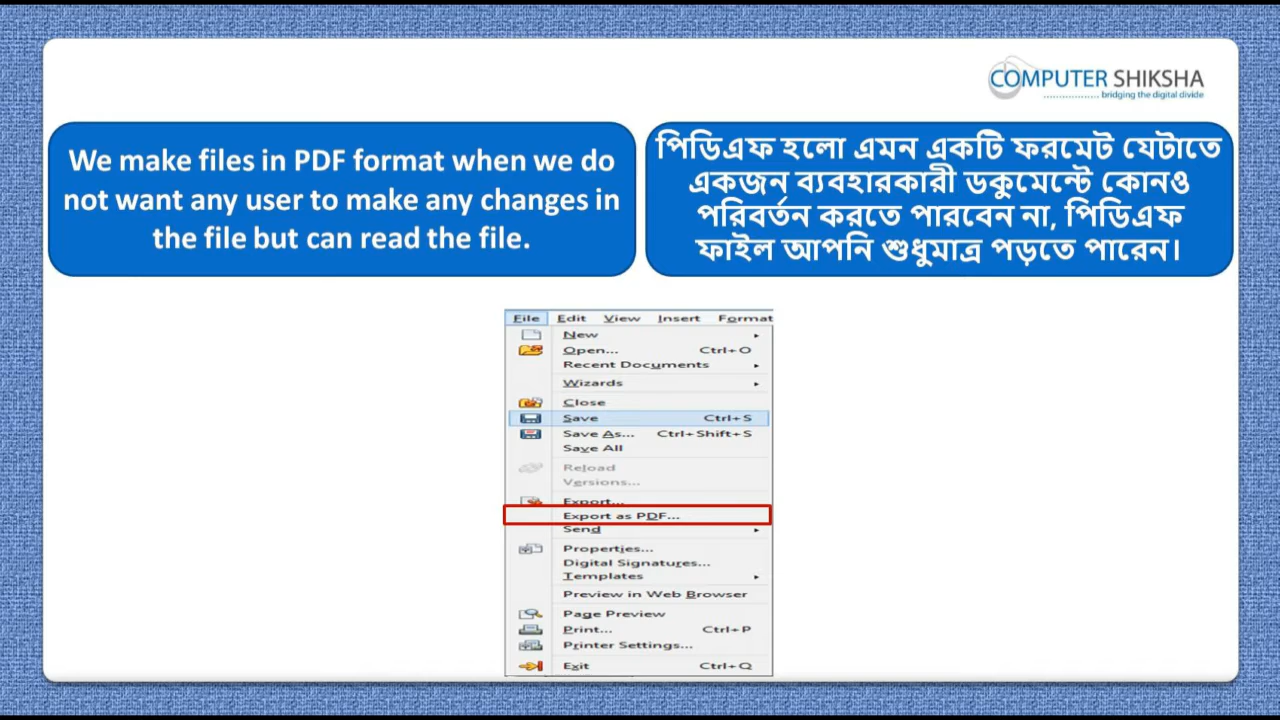 COMPUTER SHIKSHA
bridging the digital divide
We make files in PDF format when we do
not want any user to make any changes in
the file but can read the file.
পিডিএফ হলো এমন একটি ফরমেট যেটাতে
একজন ব্যবহারকারী ডকুমেন্টে কোনও
পরিবর্তন করতে পারবেন না, পিডিএফ
ফাইল আপনি শুধুমাত্র পড়তে পারেন।
File Edit View Insert Format
New
Open... Ctrl+O
Recent Documents
Wizards
Close
Save Ctrl+S
Save As... Ctrl+Shift+S
Save All
Reload
Versions...
Export...
Export as PDF...
Send
Properties...
Digital Signatures...
Templates
Preview in Web Browser
Page Preview
Print... Ctrl+P
Printer Settings...
Exit Ctrl+Q